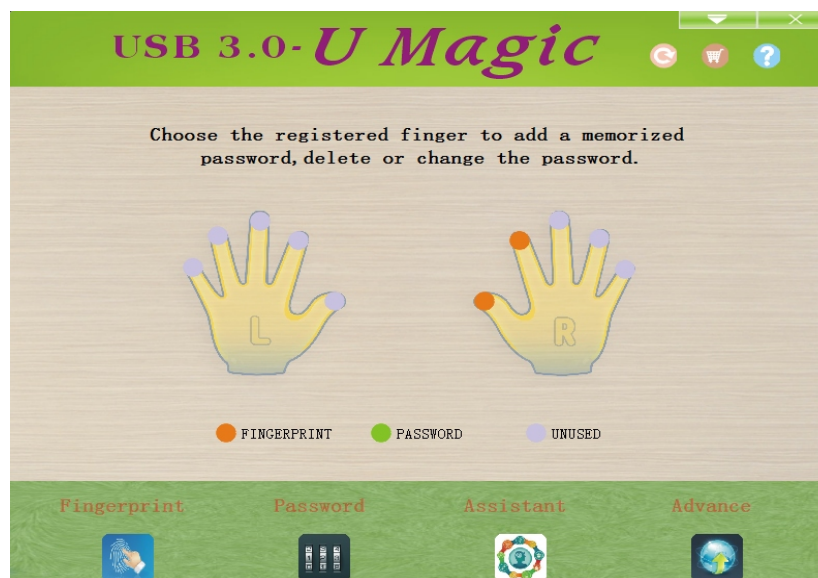 USB 3.0-U Magic
Choose the registered finger to add a memorized
password, delete or change the password.
L
R
FINGERPRINT
PASSWORD
UNUSED
Fingerprint
Password
Assistant
Advance